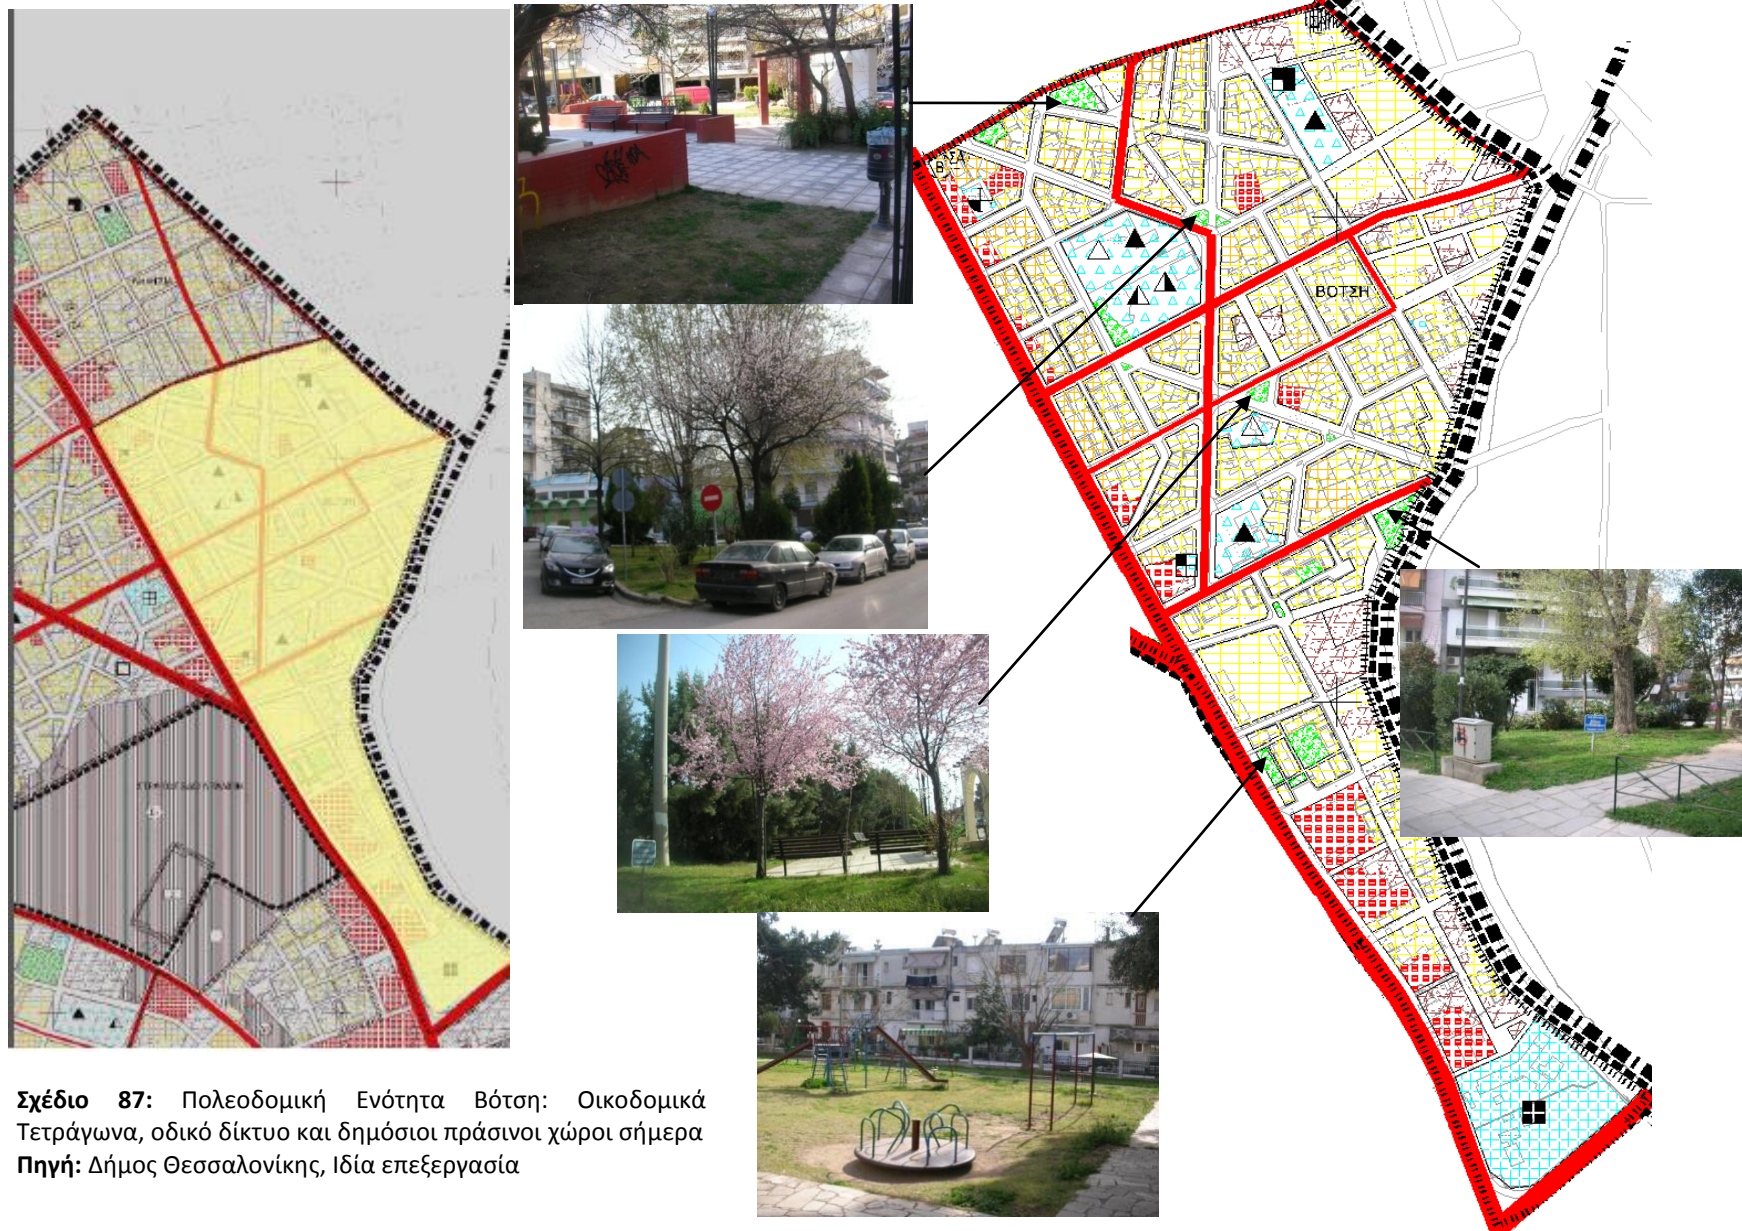 ΒΟΤΣΗ
Σχέδιο 87: Πολεοδομική Ενότητα Βότση: Οικοδομικά
Τετράγωνα, οδικό δίκτυο και δημόσιοι πράσινοι χώροι σήμερα
Πηγή: Δήμος Θεσσαλονίκης, Ιδία επεξεργασία